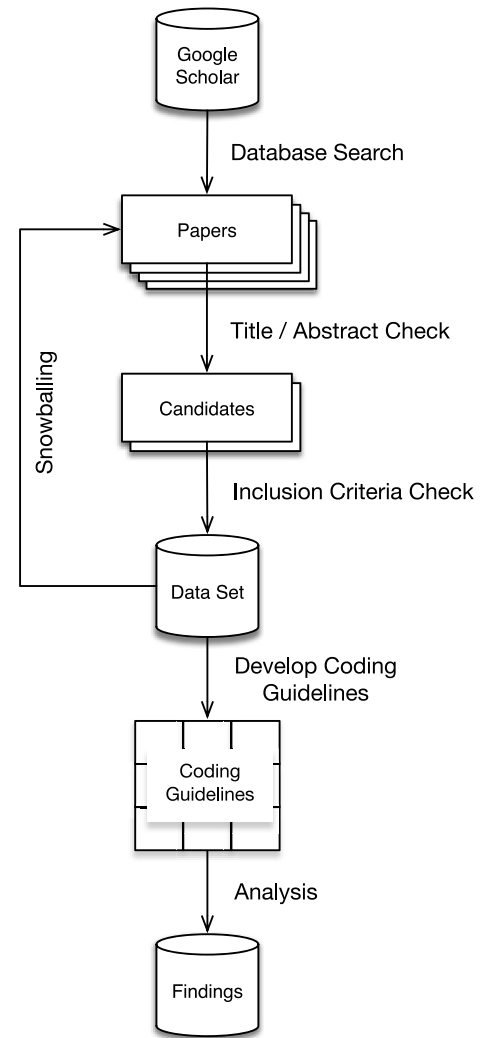 Google
Scholar
Database Search
Papers
Title / Abstract Check
Snowballing
Candidates
Inclusion Criteria Check
Data Set
Develop Coding
Guidelines
Coding
Guidelines
Analysis
Findings